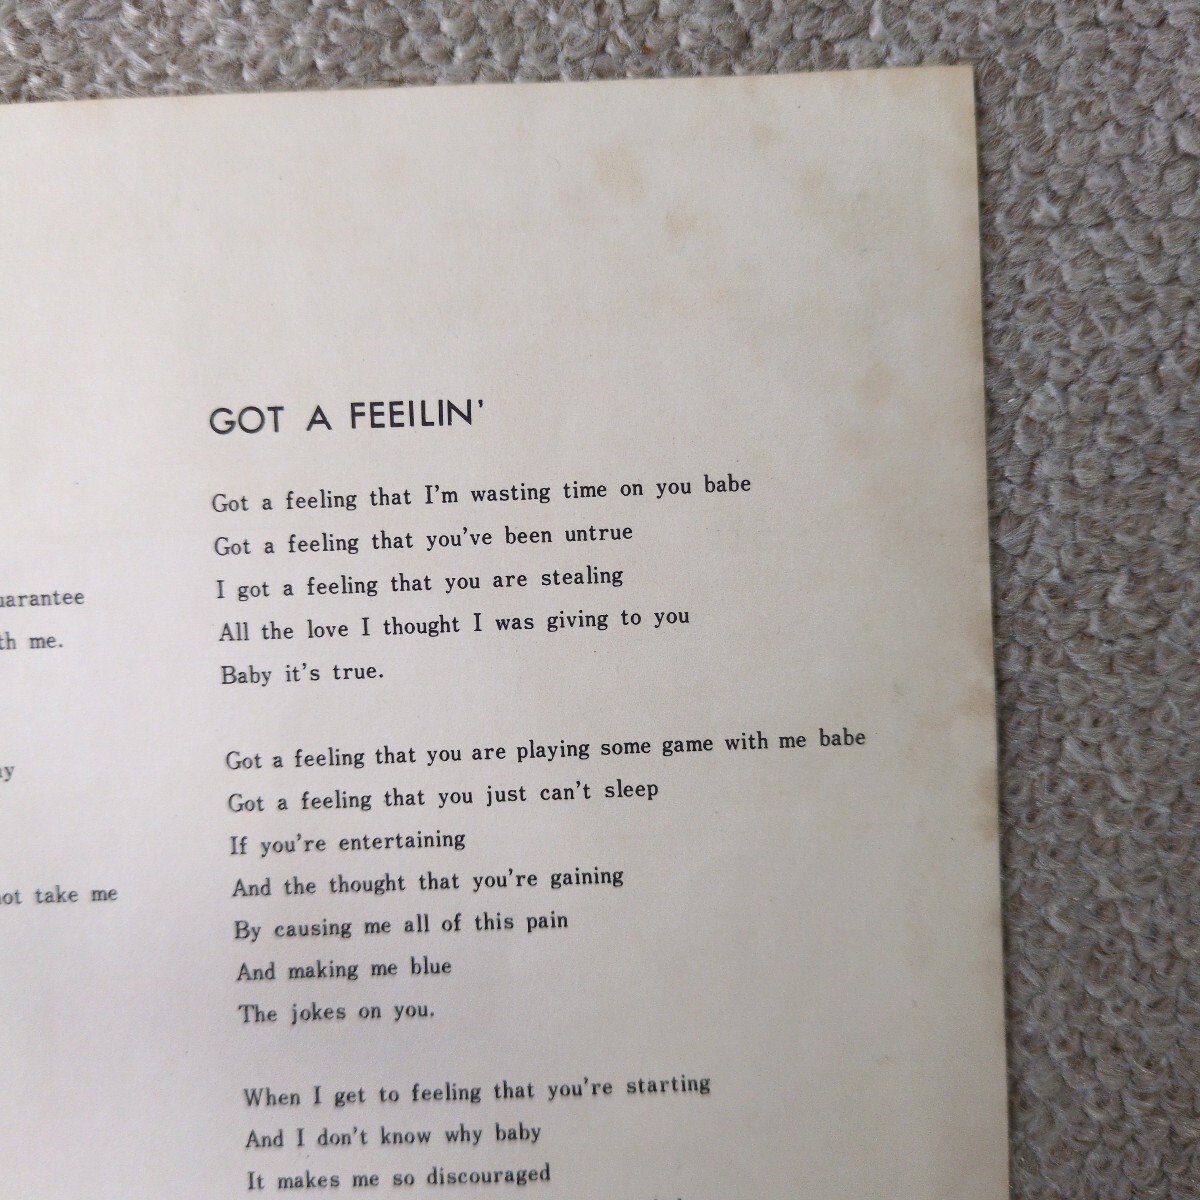 GOT A FEEILIN'
Got a feeling that I'm wasting time on you babe
Got a feeling that you've been untrue
I got a feeling that you are stealing
All the love I thought I was giving to you
Baby it's true.
Got a feeling that you are playing some game with me babe
Got a feeling that you just can't sleep
If you're entertaining
And the thought that you're gaining
By causing me all of this pain
And making me blue
The jokes on you.
When I get to feeling that you're starting
And I don't know why baby
It makes me so discouraged
me.
take me